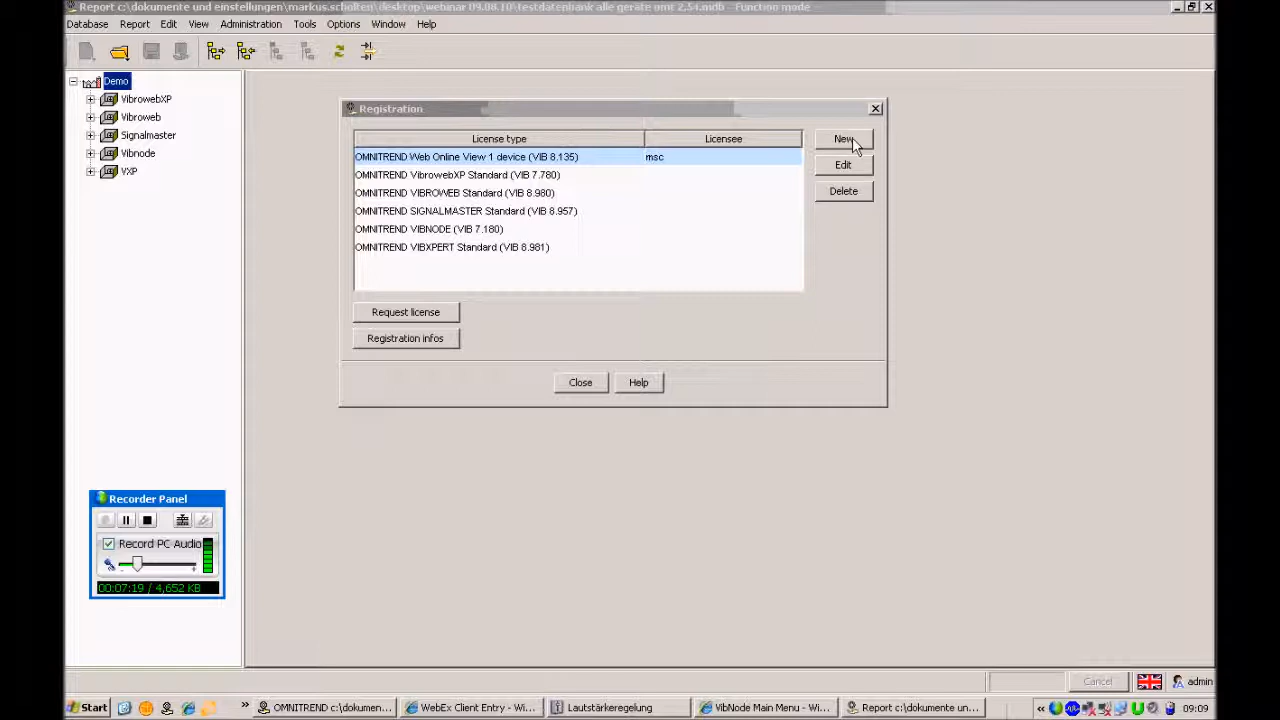 Report c:\dokumente und einstellungen\markus.scholten\desktop\webinar 09.08.10\testdatenbank alle geräte omt 2.54.mdb - Function mode
Database Report Edit View Administration Tools Options Window Help
Demo
VibrowebXP
Vibroweb
Signalmaster
Vibnode
VXP
Registration
License type Licensee
OMNITREND Web Online View 1 device (VIB 8.135) msc
OMNITREND VibrowebXP Standard (VIB 7.780)
OMNITREND VIBROWEB Standard (VIB 8.980)
OMNITREND SIGNALMASTER Standard (VIB 8.957)
OMNITREND VIBNODE (VIB 7.180)
OMNITREND VIBXPERT Standard (VIB 8.981)
New
Edit
Delete
Request license
Registration infos
Close Help
Recorder Panel
Record PC Audio
00:07:19 / 4,652 KB
Cancel admin
Start » OMNITREND c:\dokumen... WebEx Client Entry - Wi... Lautstärkeregelung VibNode Main Menu - Wi... Report c:\dokumente un... « 09:09